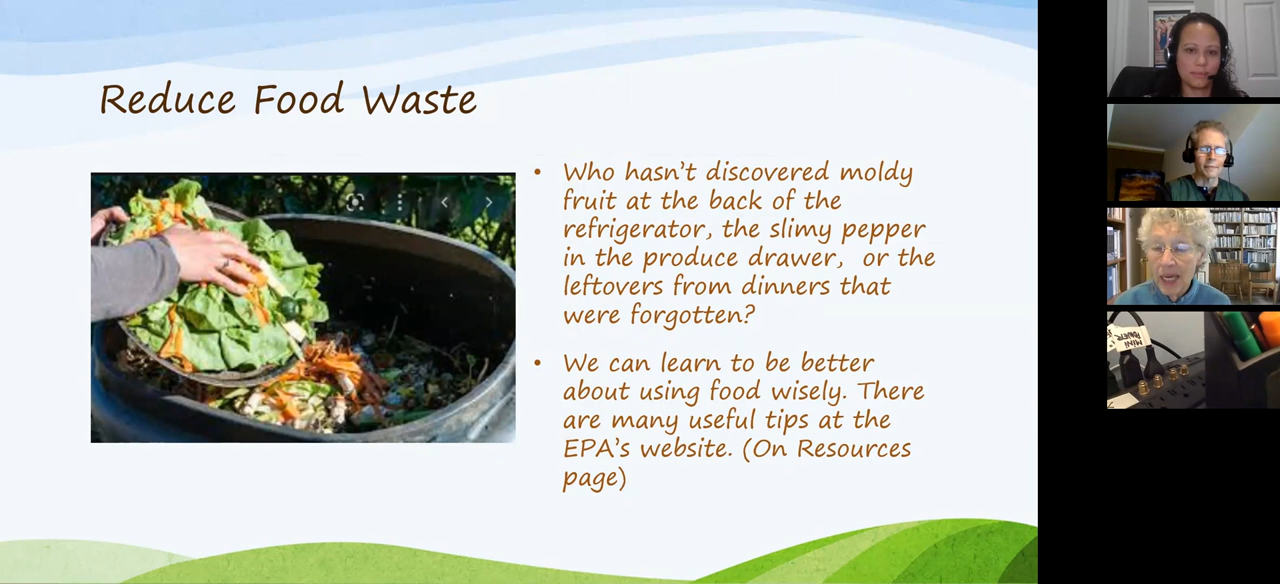 Reduce Food Waste
• Who hasn't discovered moldy
fruit at the back of the
refrigerator, the slimy pepper
in the produce drawer, or the
leftovers from dinners that
were forgotten?
• We can learn to be better
about using food wisely. There
are many useful tips at the
EPA's website. (On Resources
page)
MINI